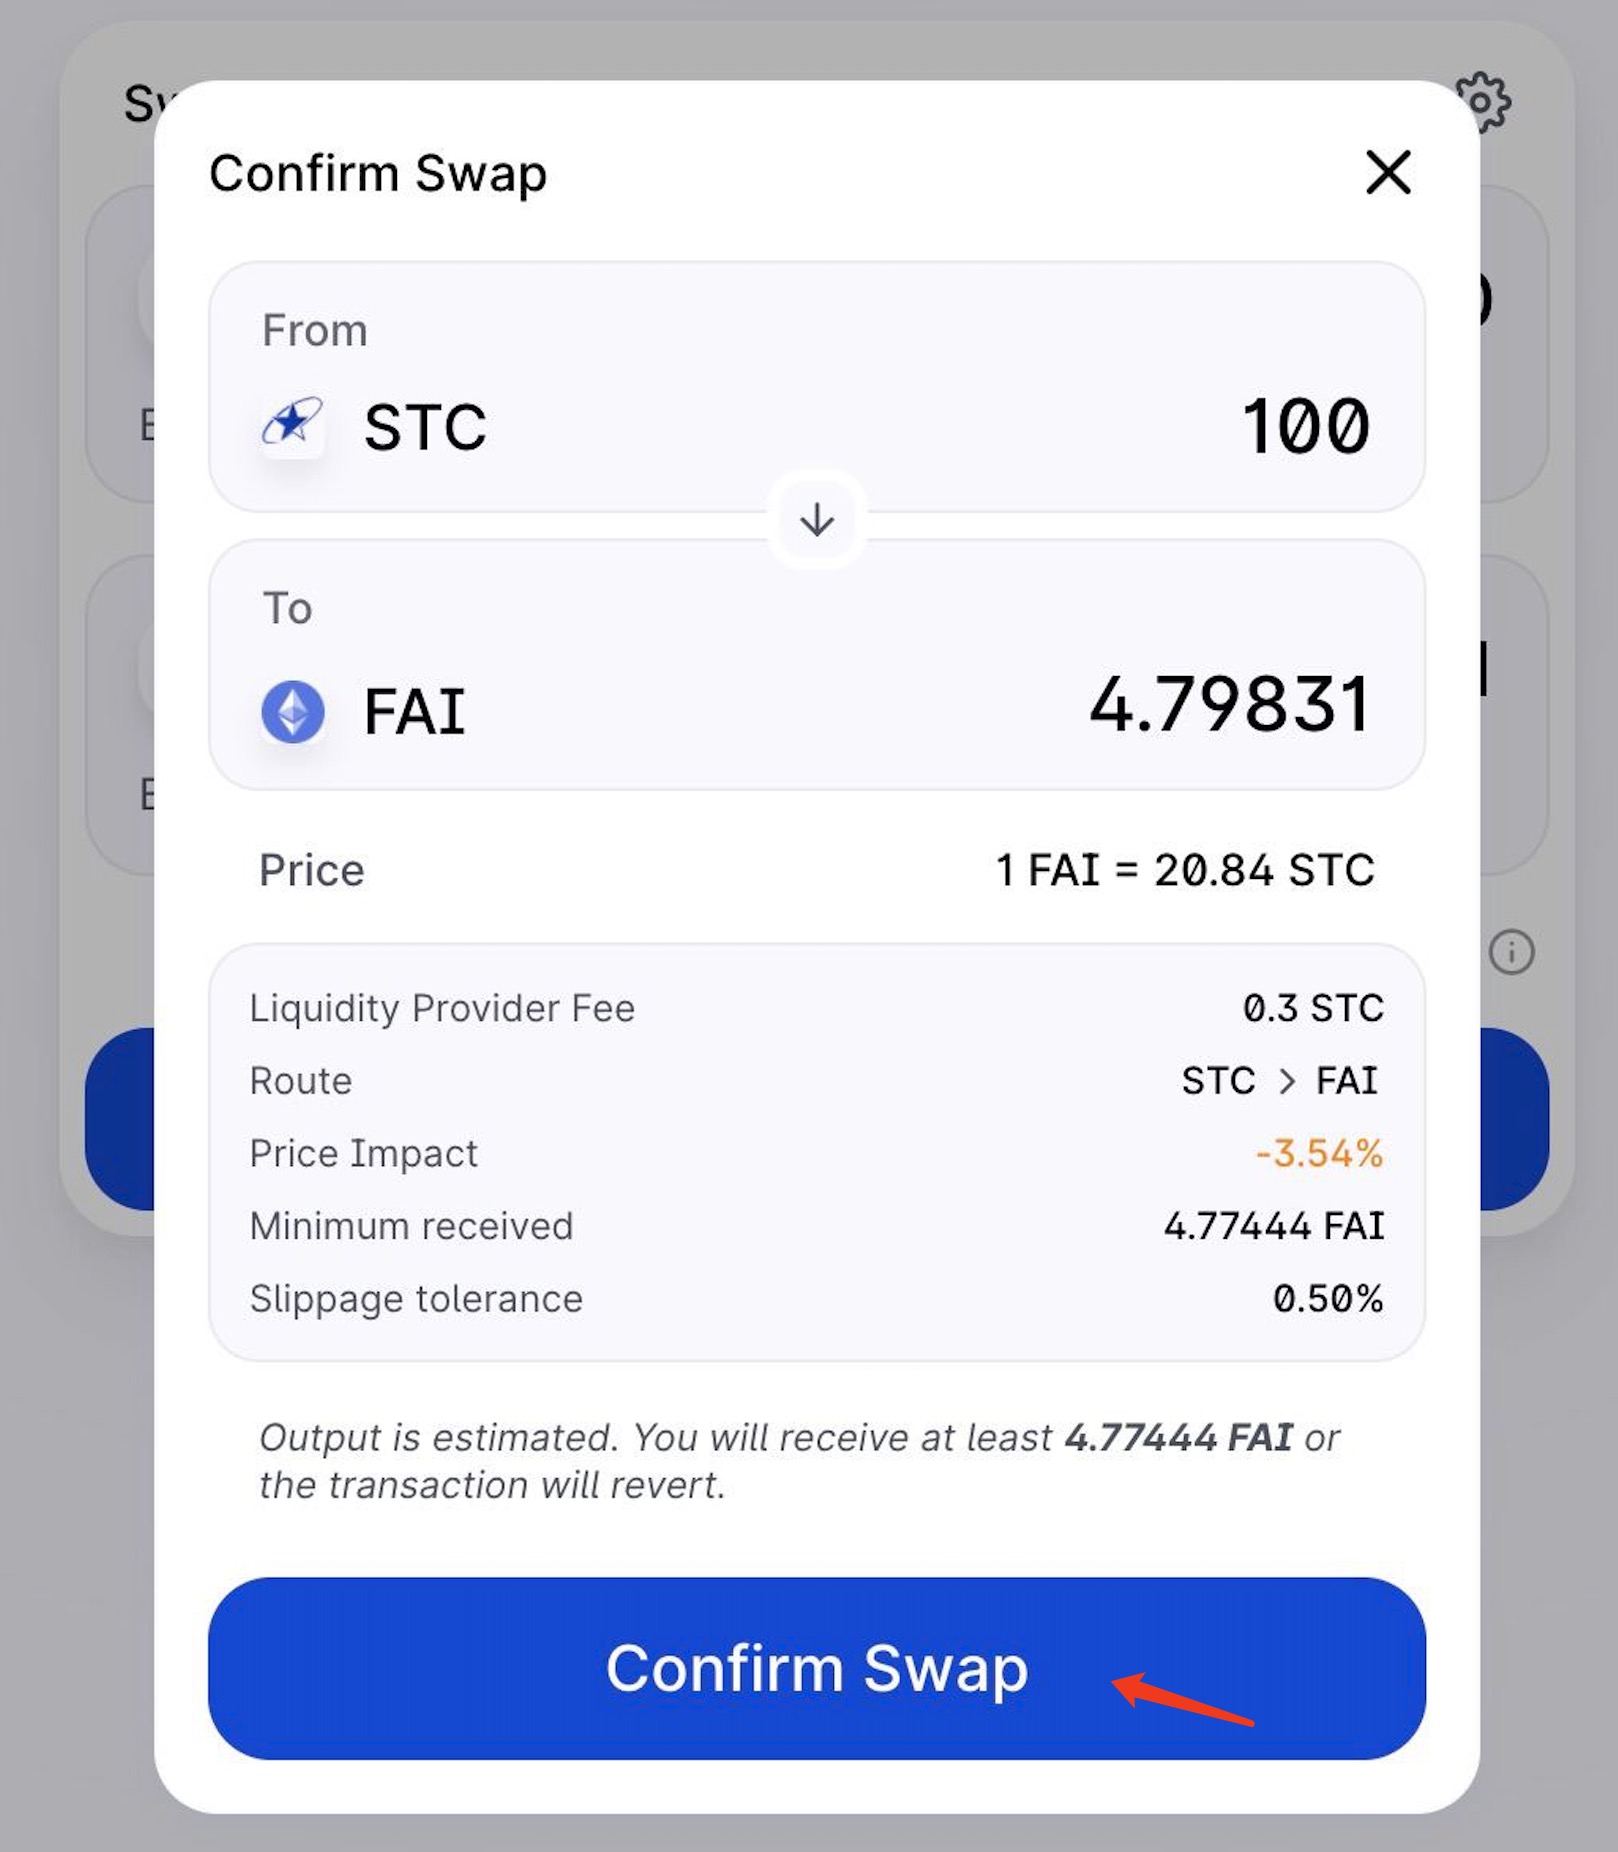 Confirm Swap
From
STC 100
To
FAI 4.79831
Price 1 FAI = 20.84 STC
Liquidity Provider Fee 0.3 STC
Route STC > FAI
Price Impact -3.54%
Minimum received 4.77444 FAI
Slippage tolerance 0.50%
Output is estimated. You will receive at least 4.77444 FAI or
the transaction will revert.
Confirm Swap